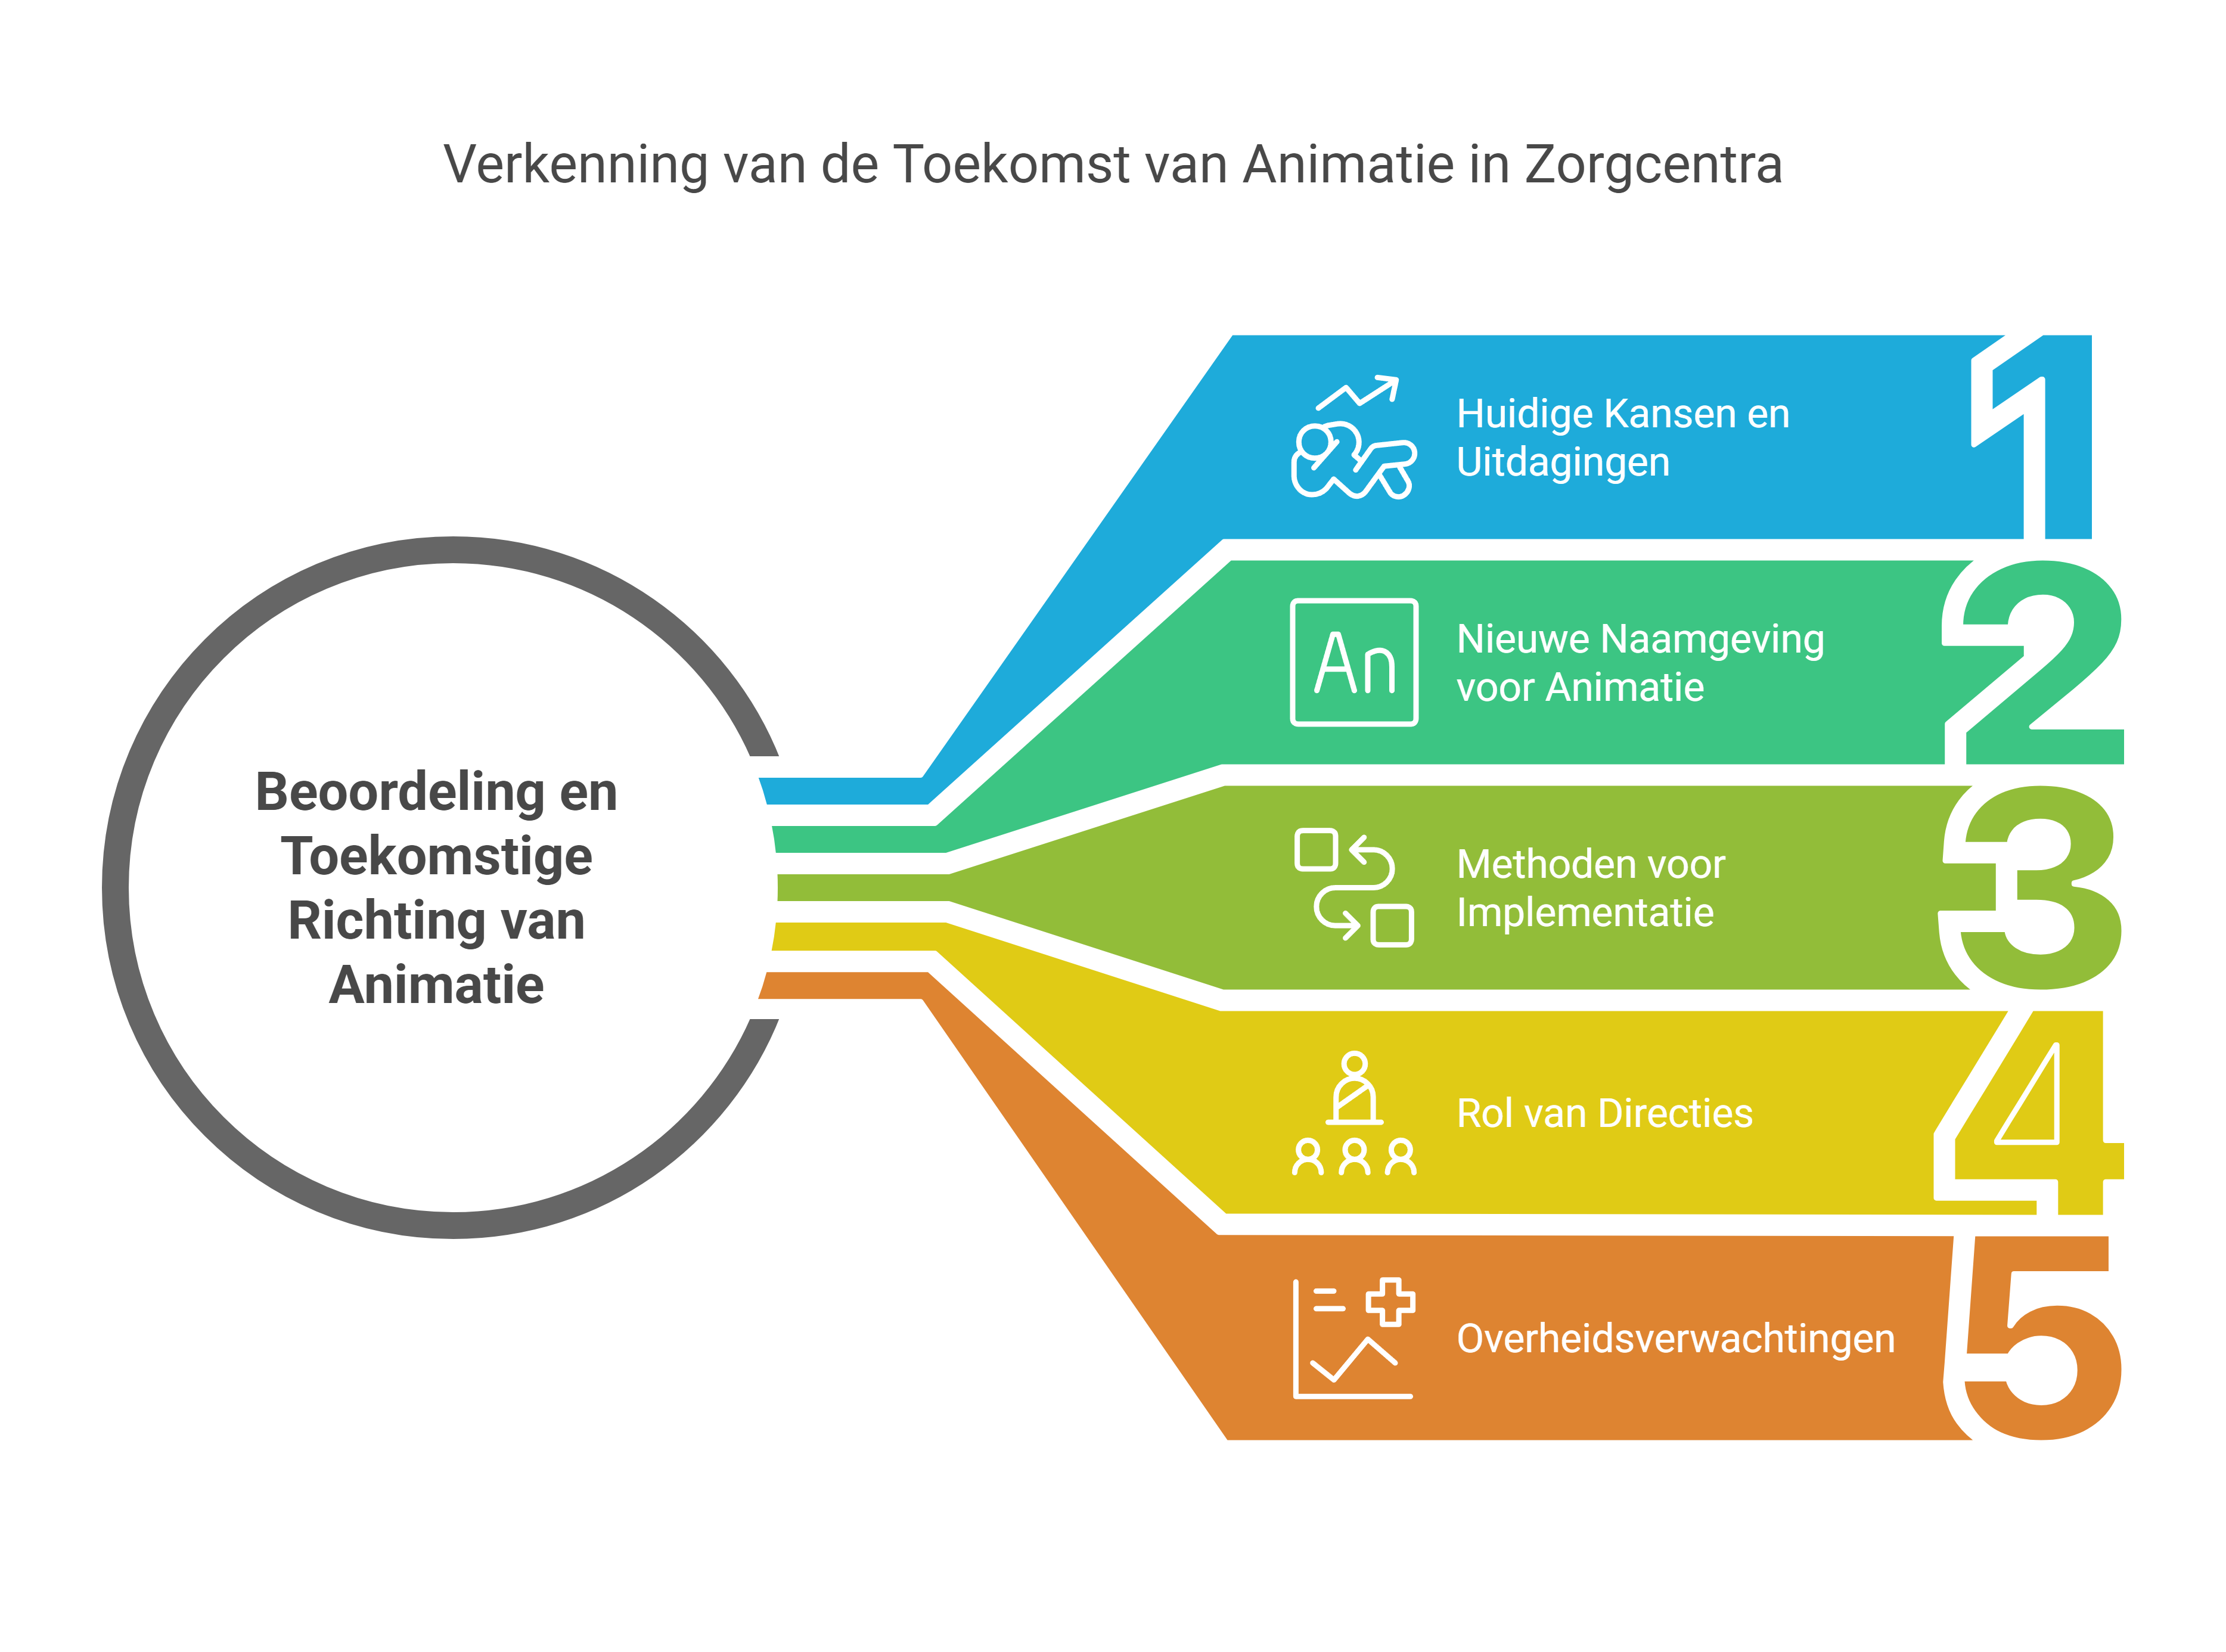 Verkenning van de Toekomst van Animatie in Zorgcentra
Beoordeling en
Toekomstige
Richting van
Animatie
Huidige Kansen en
Uitdagingen
1
An
Nieuwe Naamgeving
voor Animatie
2
Methoden voor
Implementatie
3
Rol van Directies
4
Overheidsverwachtingen
5